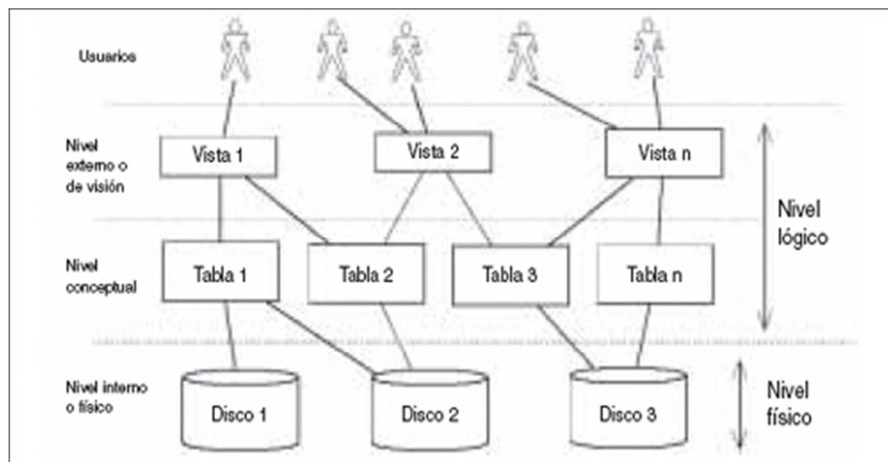 Usuarios
Nivel
externo o
de visión
Vista 1
Vista 2
Vista n
Nivel
lógico
Nivel
conceptual
Tabla 1
Tabla 2
Tabla 3
Tabla n
Nivel interno
o físico
Disco 1
Disco 2
Disco 3
Nivel
físico